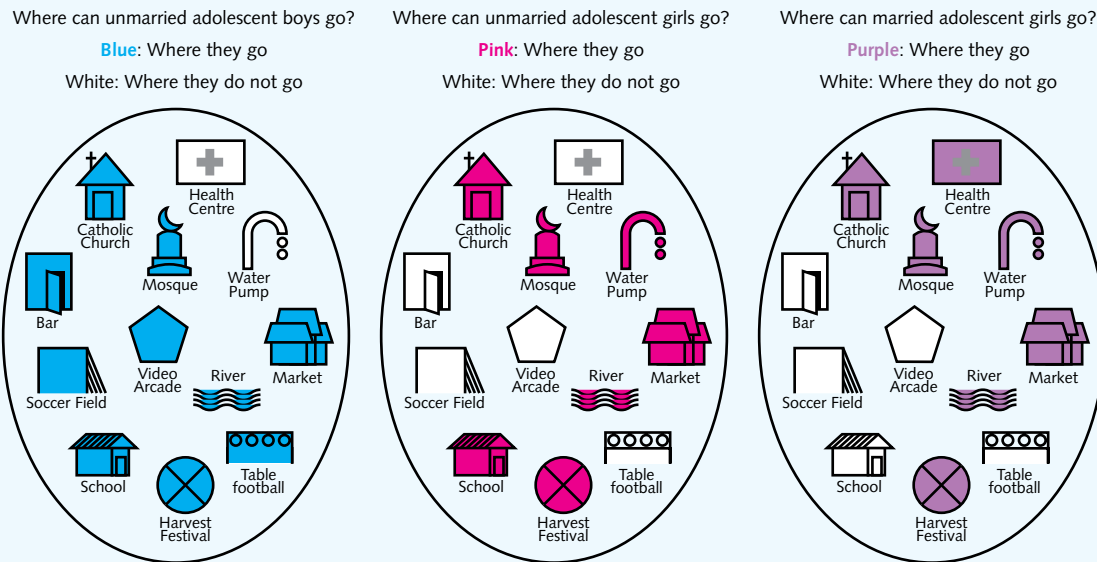 Where can unmarried adolescent boys go?
Blue: Where they go
White: Where they do not go
Catholic
Church
Health
Centre
Mosque
Water
Pump
Bar
Video
Arcade
Market
Soccer Field
River
School
Table
football
Harvest
Festival
Where can unmarried adolescent girls go?
Pink: Where they go
White: Where they do not go
Catholic
Church
Health
Centre
Mosque
Water
Pump
Bar
Video
Arcade
Market
Soccer Field
River
School
Table
football
Harvest
Festival
Where can married adolescent girls go?
Purple: Where they go
White: Where they do not go
Catholic
Church
Health
Centre
Mosque
Water
Pump
Bar
Video
Arcade
Market
Soccer Field
River
School
Table
football
Harvest
Festival